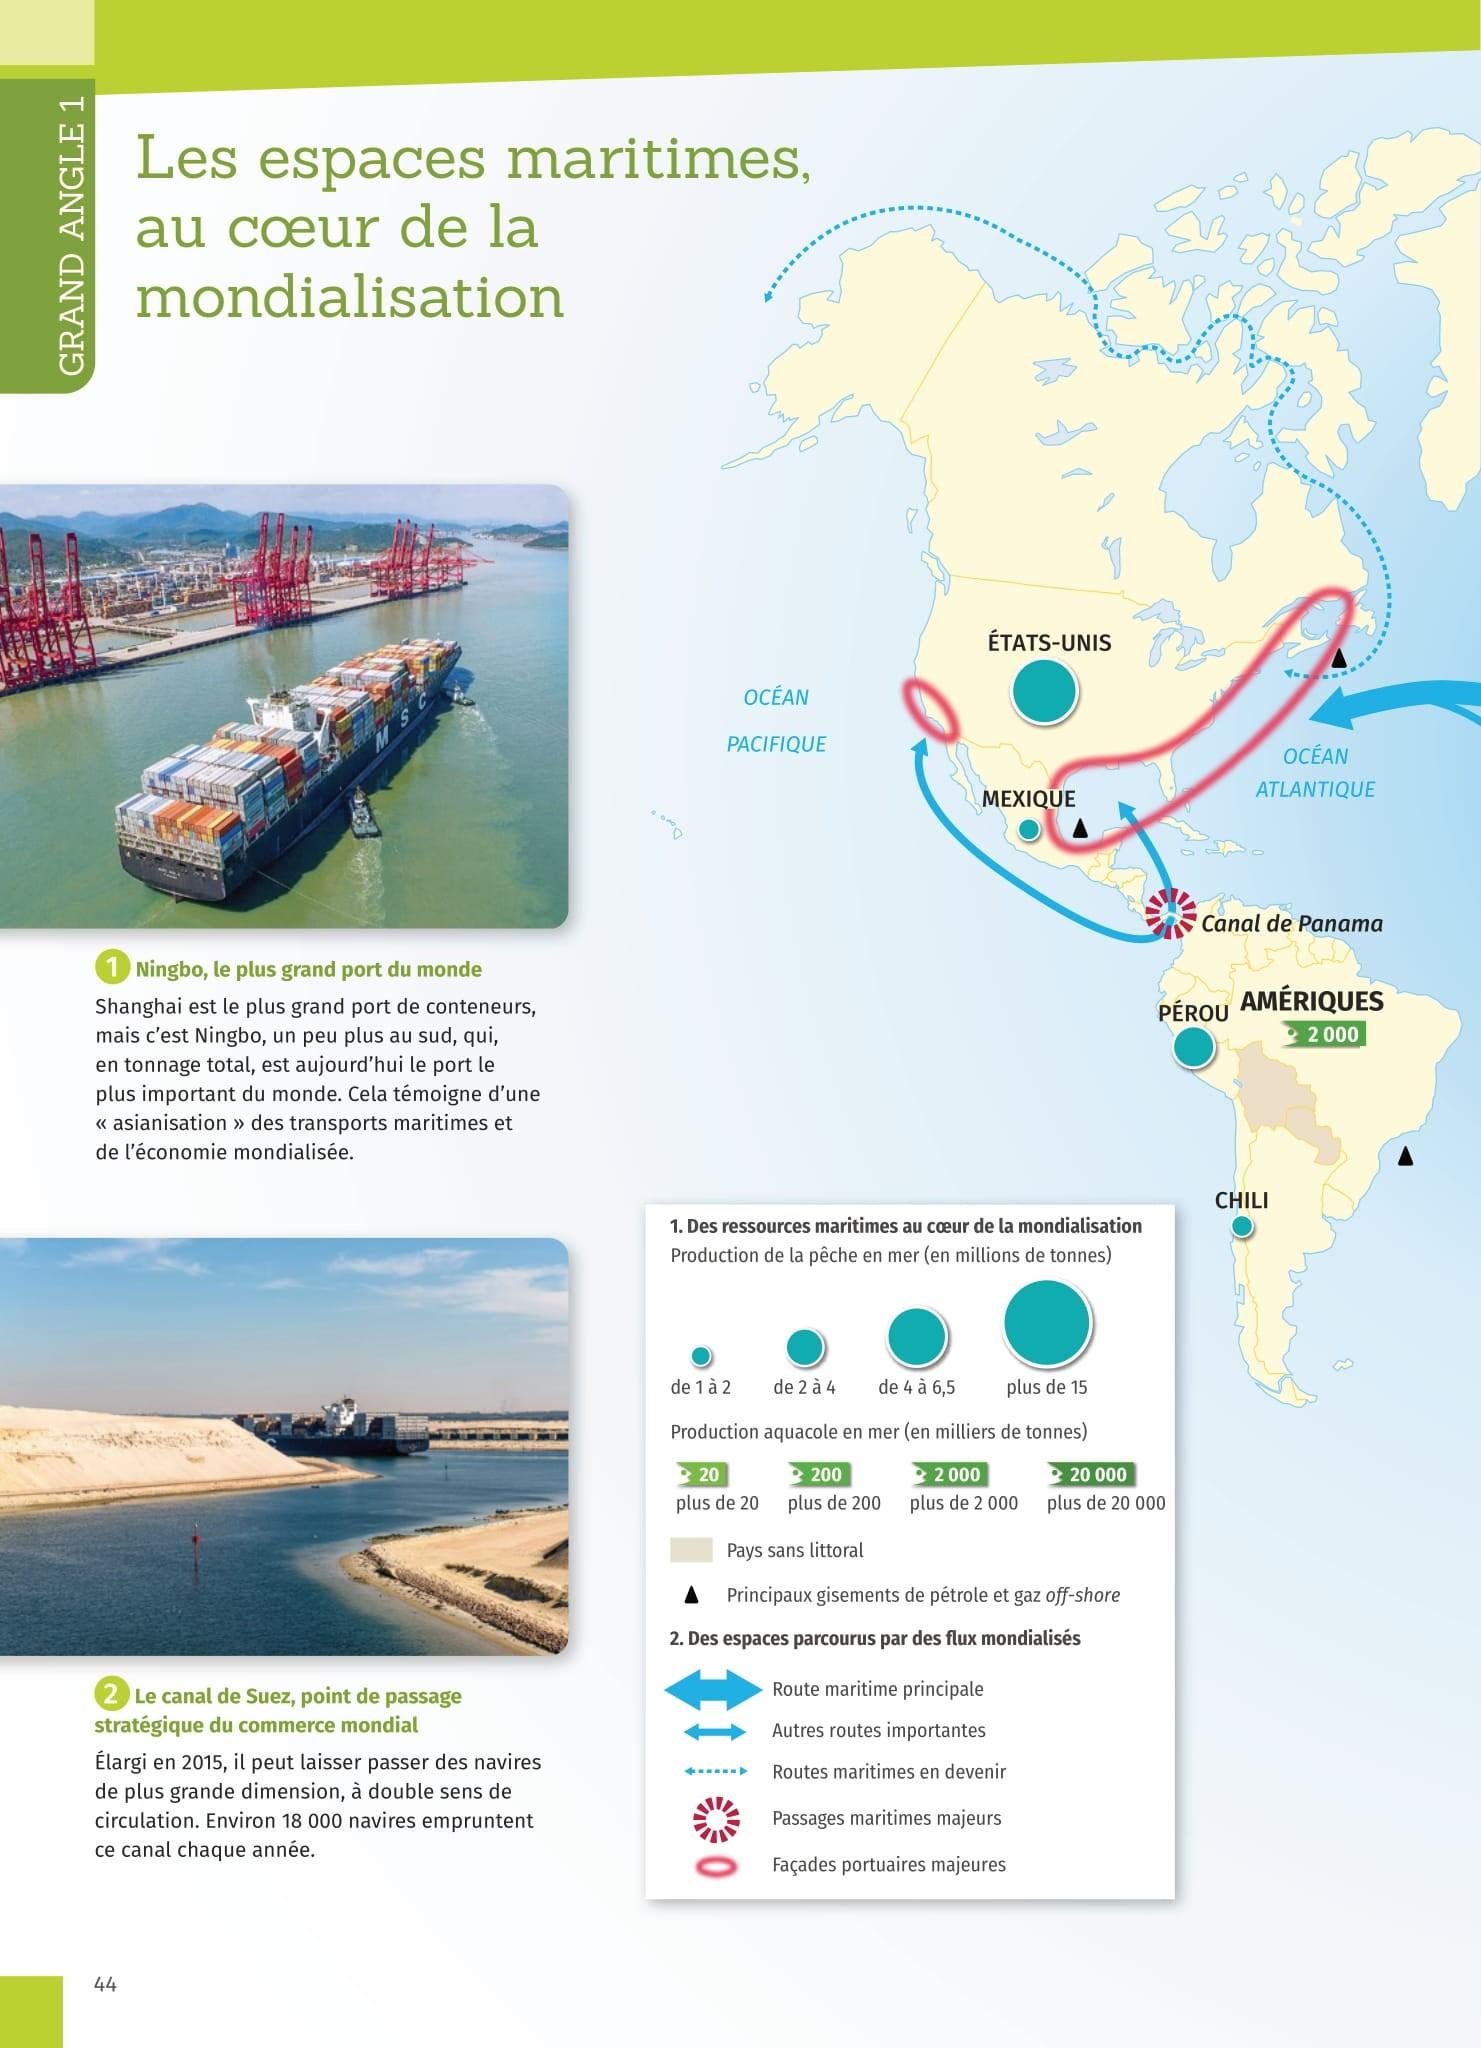 GRAND ANGLE 1
Les espaces maritimes,
au cœur de la
mondialisation
MSC
1 Ningbo, le plus grand port du monde
Shanghai est le plus grand port de conteneurs,
mais c’est Ningbo, un peu plus au sud, qui,
en tonnage total, est aujourd’hui le port le
plus important du monde. Cela témoigne d’une
« asianisation » des transports maritimes et
de l’économie mondialisée.
2 Le canal de Suez, point de passage
stratégique du commerce mondial
Élargi en 2015, il peut laisser passer des navires
de plus grande dimension, à double sens de
circulation. Environ 18 000 navires empruntent
ce canal chaque année.
ÉTATS-UNIS
OCÉAN
PACIFIQUE
OCÉAN
ATLANTIQUE
MEXIQUE
Canal de Panama
AMÉRIQUES
2 000
PÉROU
CHILI
1. Des ressources maritimes au cœur de la mondialisation
Production de la pêche en mer (en millions de tonnes)
de 1 à 2
de 2 à 4
de 4 à 6,5
plus de 15
Production aquacole en mer (en milliers de tonnes)
20
200
2 000
20 000
plus de 20
plus de 200
plus de 2 000
plus de 20 000
Pays sans littoral
Principaux gisements de pétrole et gaz off-shore
2. Des espaces parcourus par des flux mondialisés
Route maritime principale
Autres routes importantes
Routes maritimes en devenir
Passages maritimes majeurs
Façades portuaires majeures
44